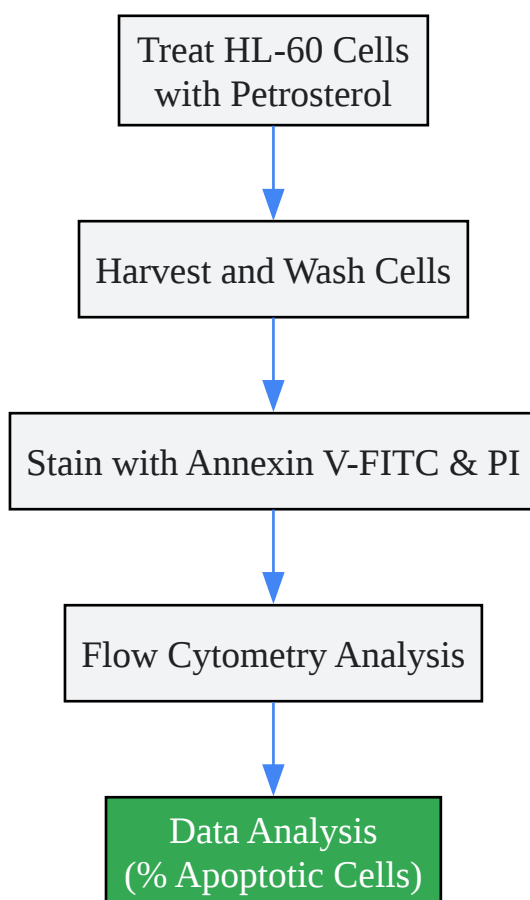 Treat HL-60 Cells
with Petrosterol
Harvest and Wash Cells
Stain with Annexin V-FITC & PI
Flow Cytometry Analysis
Data Analysis
(% Apoptotic Cells)